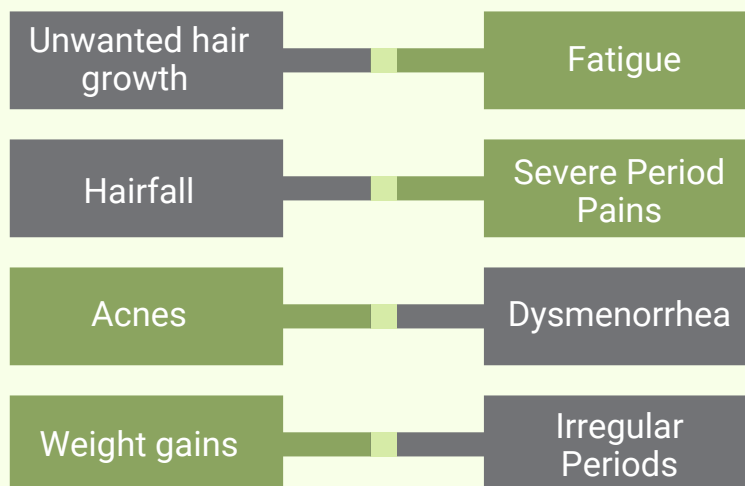 Unwanted hair
growth
Fatigue
Hairfall
Severe Period
Pains
Acnes
Dysmenorrhea
Weight gains
Irregular
Periods